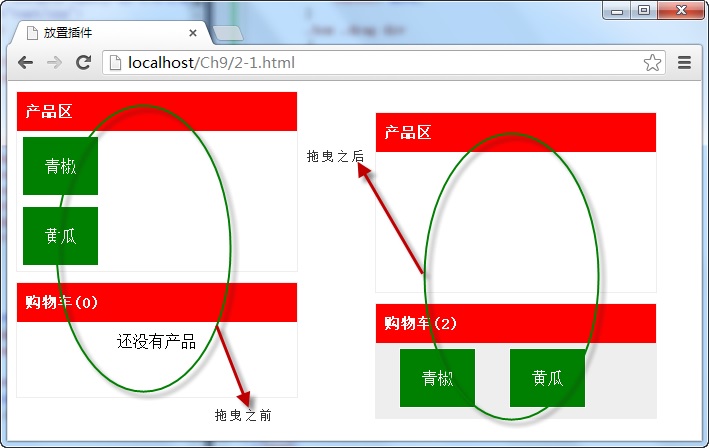 放置插件
localhost/Ch9/2-1.html
产品区
青椒
黄瓜
购物车(0)
还没有产品
拖曳之前
拖曳之后
产品区
购物车(2)
青椒 黄瓜